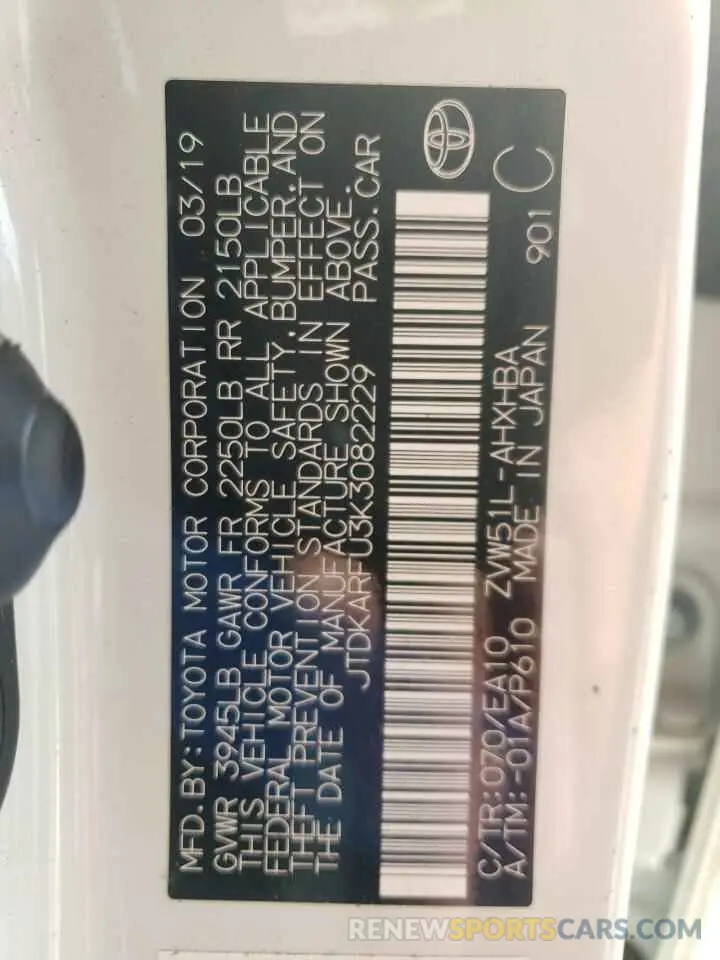 MFD.BY:TOYOTA MOTOR CORPORATION 03/19
GVWR 3945LB GAWR FR 2250LB RR 2150LB
THIS VEHICLE CONFORMS TO ALL APPLICABLE
FEDERAL MOTOR VEHICLE SAFETY, BUMPER, AND
THEFT PREVENTION STANDARDS IN EFFECT ON
THE DATE OF MANUFACTURE SHOWN ABOVE.
JTDKARFU3K3082229 PASS.CAR
C/TR:070/EA10 ZVW51L-AHXHBA
A/TM:-01A/P610 MADE IN JAPAN 901 C
RENEWSPORTSCARS.COM